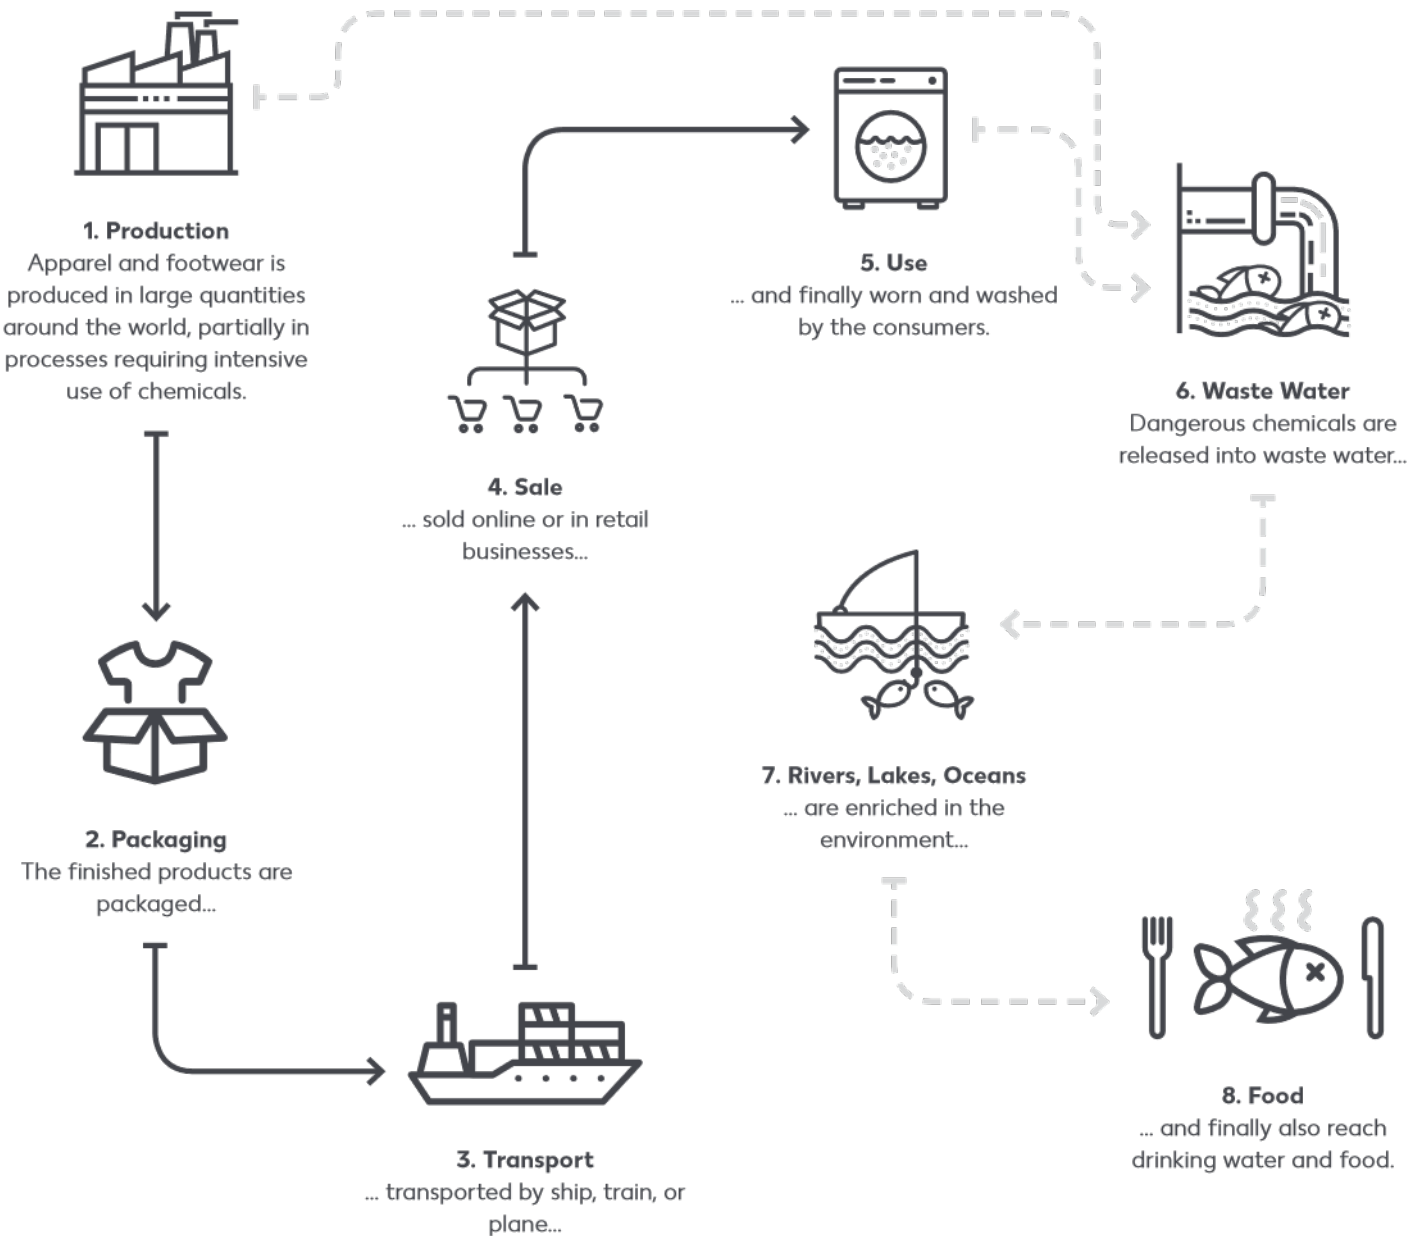 1. Production
Apparel and footwear is
produced in large quantities
around the world, partially in
processes requiring intensive
use of chemicals.
2. Packaging
The finished products are
packaged...
3. Transport
... transported by ship, train, or
plane...
4. Sale
... sold online or in retail
businesses...
5. Use
... and finally worn and washed
by the consumers.
6. Waste Water
Dangerous chemicals are
released into waste water...
7. Rivers, Lakes, Oceans
... are enriched in the
environment...
8. Food
... and finally also reach
drinking water and food.